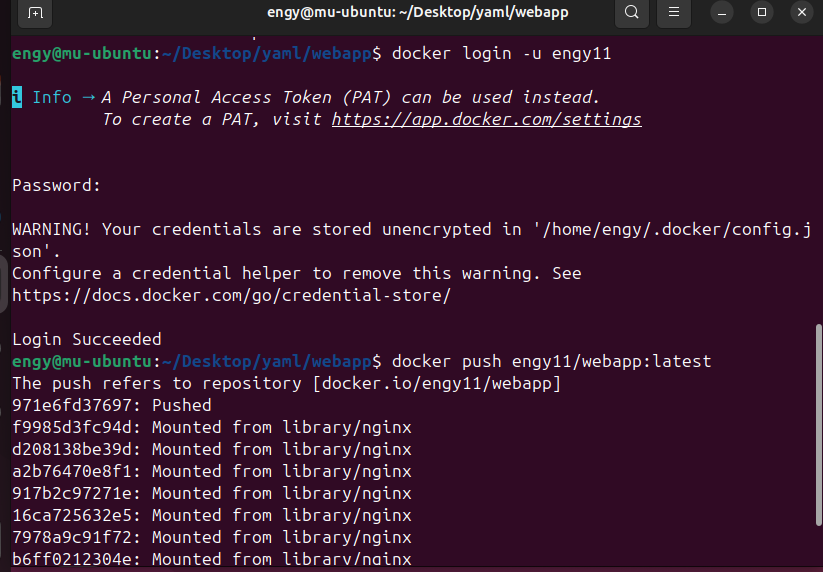 engy@mu-ubuntu: ~/Desktop/yaml/webapp
engy@mu-ubuntu:~/Desktop/yaml/webapp$ docker login -u engy11
i Info → A Personal Access Token (PAT) can be used instead.
To create a PAT, visit https://app.docker.com/settings
Password:
WARNING! Your credentials are stored unencrypted in '/home/engy/.docker/config.j
son'.
Configure a credential helper to remove this warning. See
https://docs.docker.com/go/credential-store/
Login Succeeded
engy@mu-ubuntu:~/Desktop/yaml/webapp$ docker push engy11/webapp:latest
The push refers to repository [docker.io/engy11/webapp]
971e6fd37697: Pushed
f9985d3fc94d: Mounted from library/nginx
d208138be39d: Mounted from library/nginx
a2b76470e8f1: Mounted from library/nginx
917b2c97271e: Mounted from library/nginx
16ca725632e5: Mounted from library/nginx
7978a9c91f72: Mounted from library/nginx
b6ff0212304e: Mounted from library/nginx